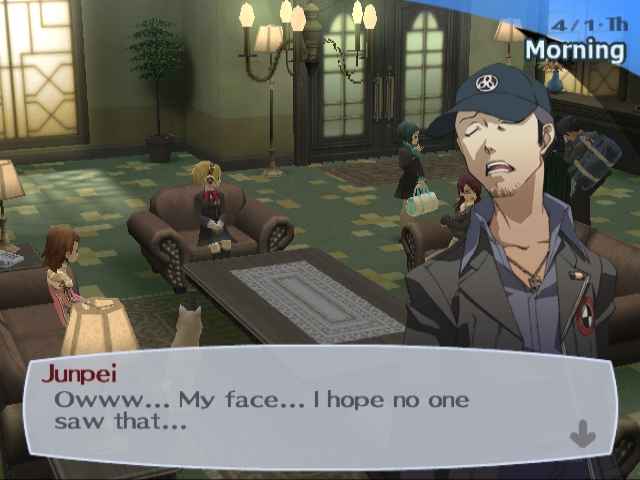 4/1·Th
Morning
Junpei
Owww... My face... I hope no one
saw that...